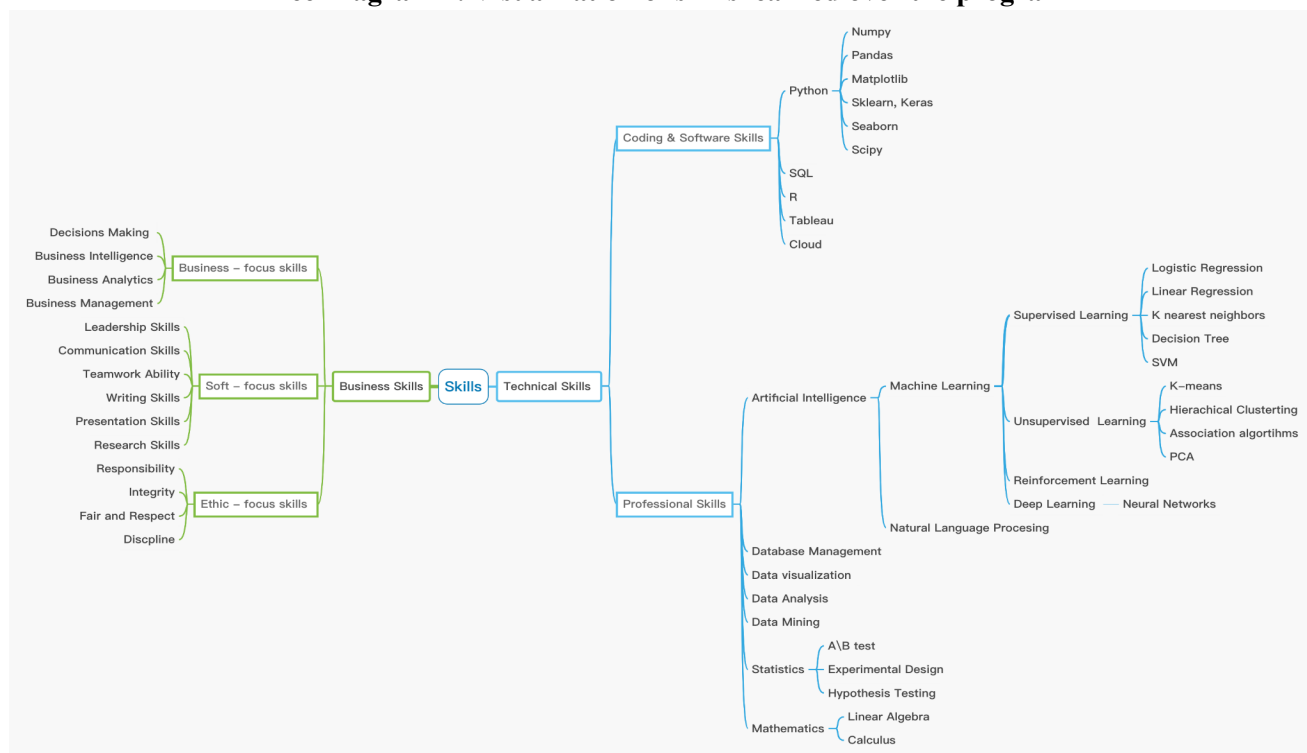 Numpy
Pandas
Matplotlib
Python
Sklearn, Keras
Seaborn
Scipy
Coding & Software Skills
SQL
R
Tableau
Cloud
Decisions Making
Business Intelligence
Business – focus skills
Business Analytics
Business Management
Leadership Skills
Communication Skills
Teamwork Ability
Soft – focus skills
Writing Skills
Presentation Skills
Research Skills
Responsibility
Integrity
Ethic – focus skills
Fair and Respect
Discpline
Business Skills
Skills
Technical Skills
Professional Skills
Artificial Intelligence
Machine Learning
Supervised Learning
Logistic Regression
Linear Regression
K nearest neighbors
Decision Tree
SVM
Unsupervised Learning
K–means
Hierachical Clusterting
Association algortihms
PCA
Reinforcement Learning
Deep Learning
Neural Networks
Natural Language Procesing
Database Management
Data visualization
Data Analysis
Data Mining
Statistics
A\B test
Experimental Design
Hypothesis Testing
Mathematics
Linear Algebra
Calculus